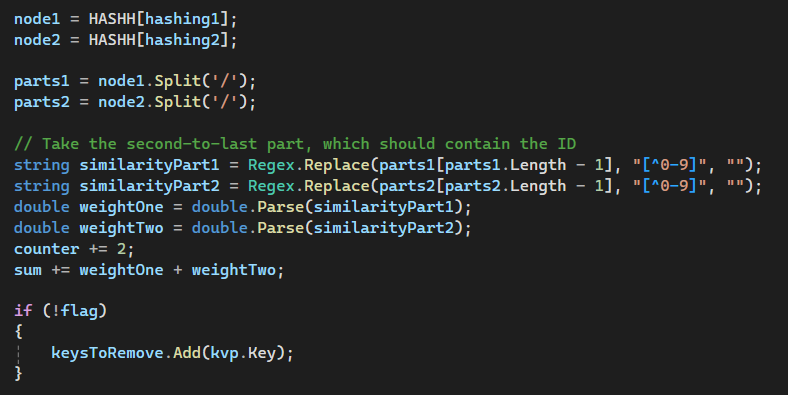 node1 = HASHH[hashing1];
node2 = HASHH[hashing2];

parts1 = node1.Split('/');
parts2 = node2.Split('/');

// Take the second-to-last part, which should contain the ID
string similarityPart1 = Regex.Replace(parts1[parts1.Length - 1], "[^0-9]", "");
string similarityPart2 = Regex.Replace(parts2[parts2.Length - 1], "[^0-9]", "");
double weightOne = double.Parse(similarityPart1);
double weightTwo = double.Parse(similarityPart2);
counter += 2;
sum += weightOne + weightTwo;

if (!flag)
{
    keysToRemove.Add(kvp.Key);
}